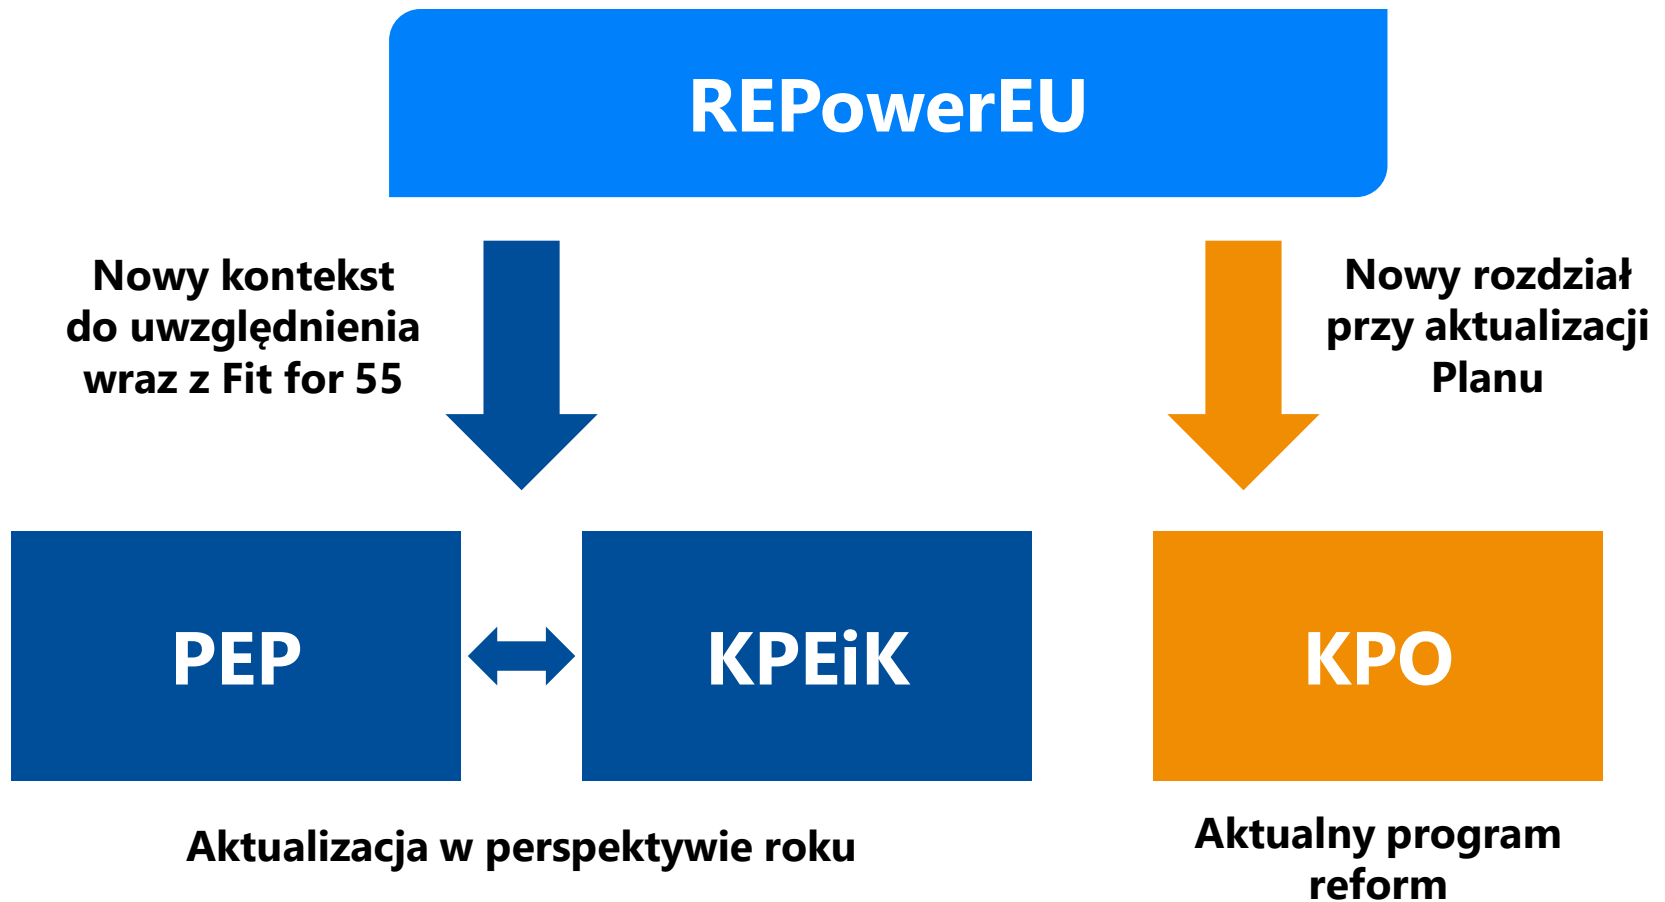 REPowerEU
Nowy kontekst
do uwzględnienia
wraz z Fit for 55
Nowy rozdział
przy aktualizacji
Planu
PEP
KPEiK
KPO
Aktualizacja w perspektywie roku
Aktualny program
reform